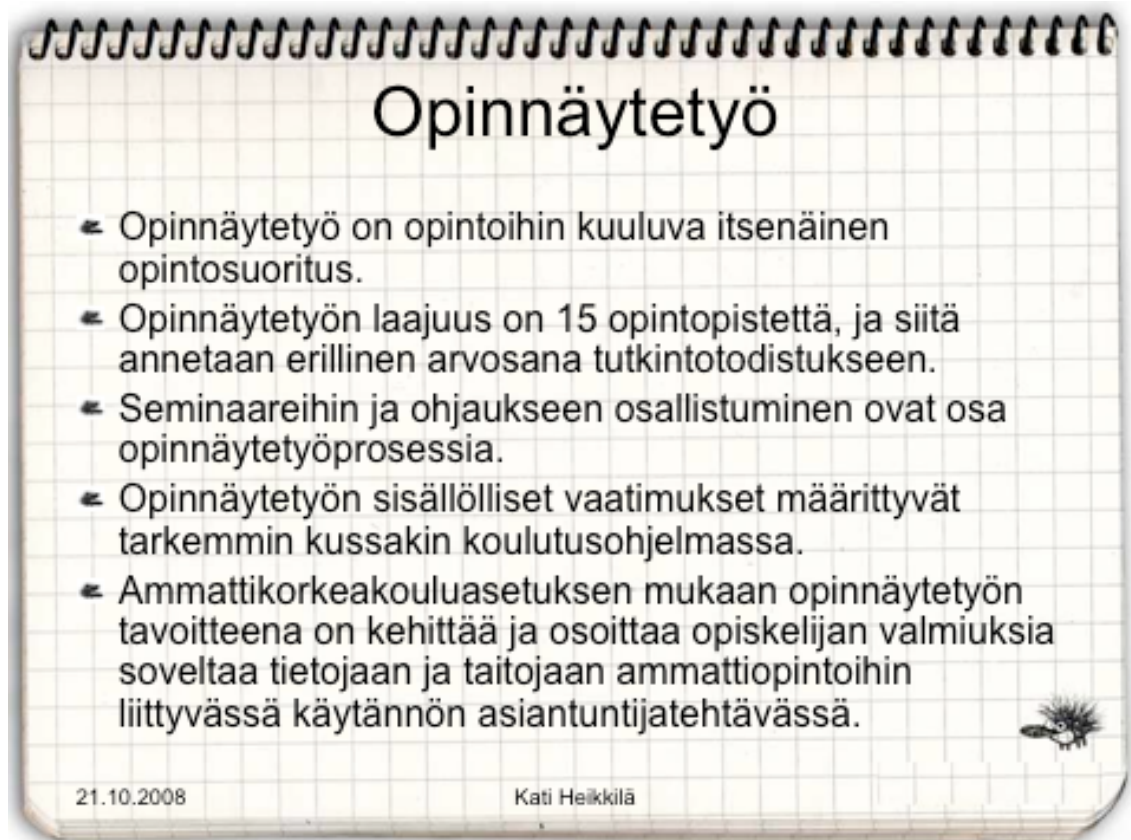 Opinnäytetyö
Opinnäytetyö on opintoihin kuuluva itsenäinen
opintosuoritus.
Opinnäytetyön laajuus on 15 opintopistettä, ja siitä
annetaan erillinen arvosana tutkintotodistukseen.
Seminaareihin ja ohjaukseen osallistuminen ovat osa
opinnäytetyöprosessia.
Opinnäytetyön sisällölliset vaatimukset määrittyvät
tarkemmin kussakin koulutusohjelmassa.
Ammattikorkeakouluasetuksen mukaan opinnäytetyön
tavoitteena on kehittää ja osoittaa opiskelijan valmiuksia
soveltaa tietojaan ja taitojaan ammattiopintoihin
liittyvässä käytännön asiantuntijatehtävässä.
21.10.2008
Kati Heikkilä